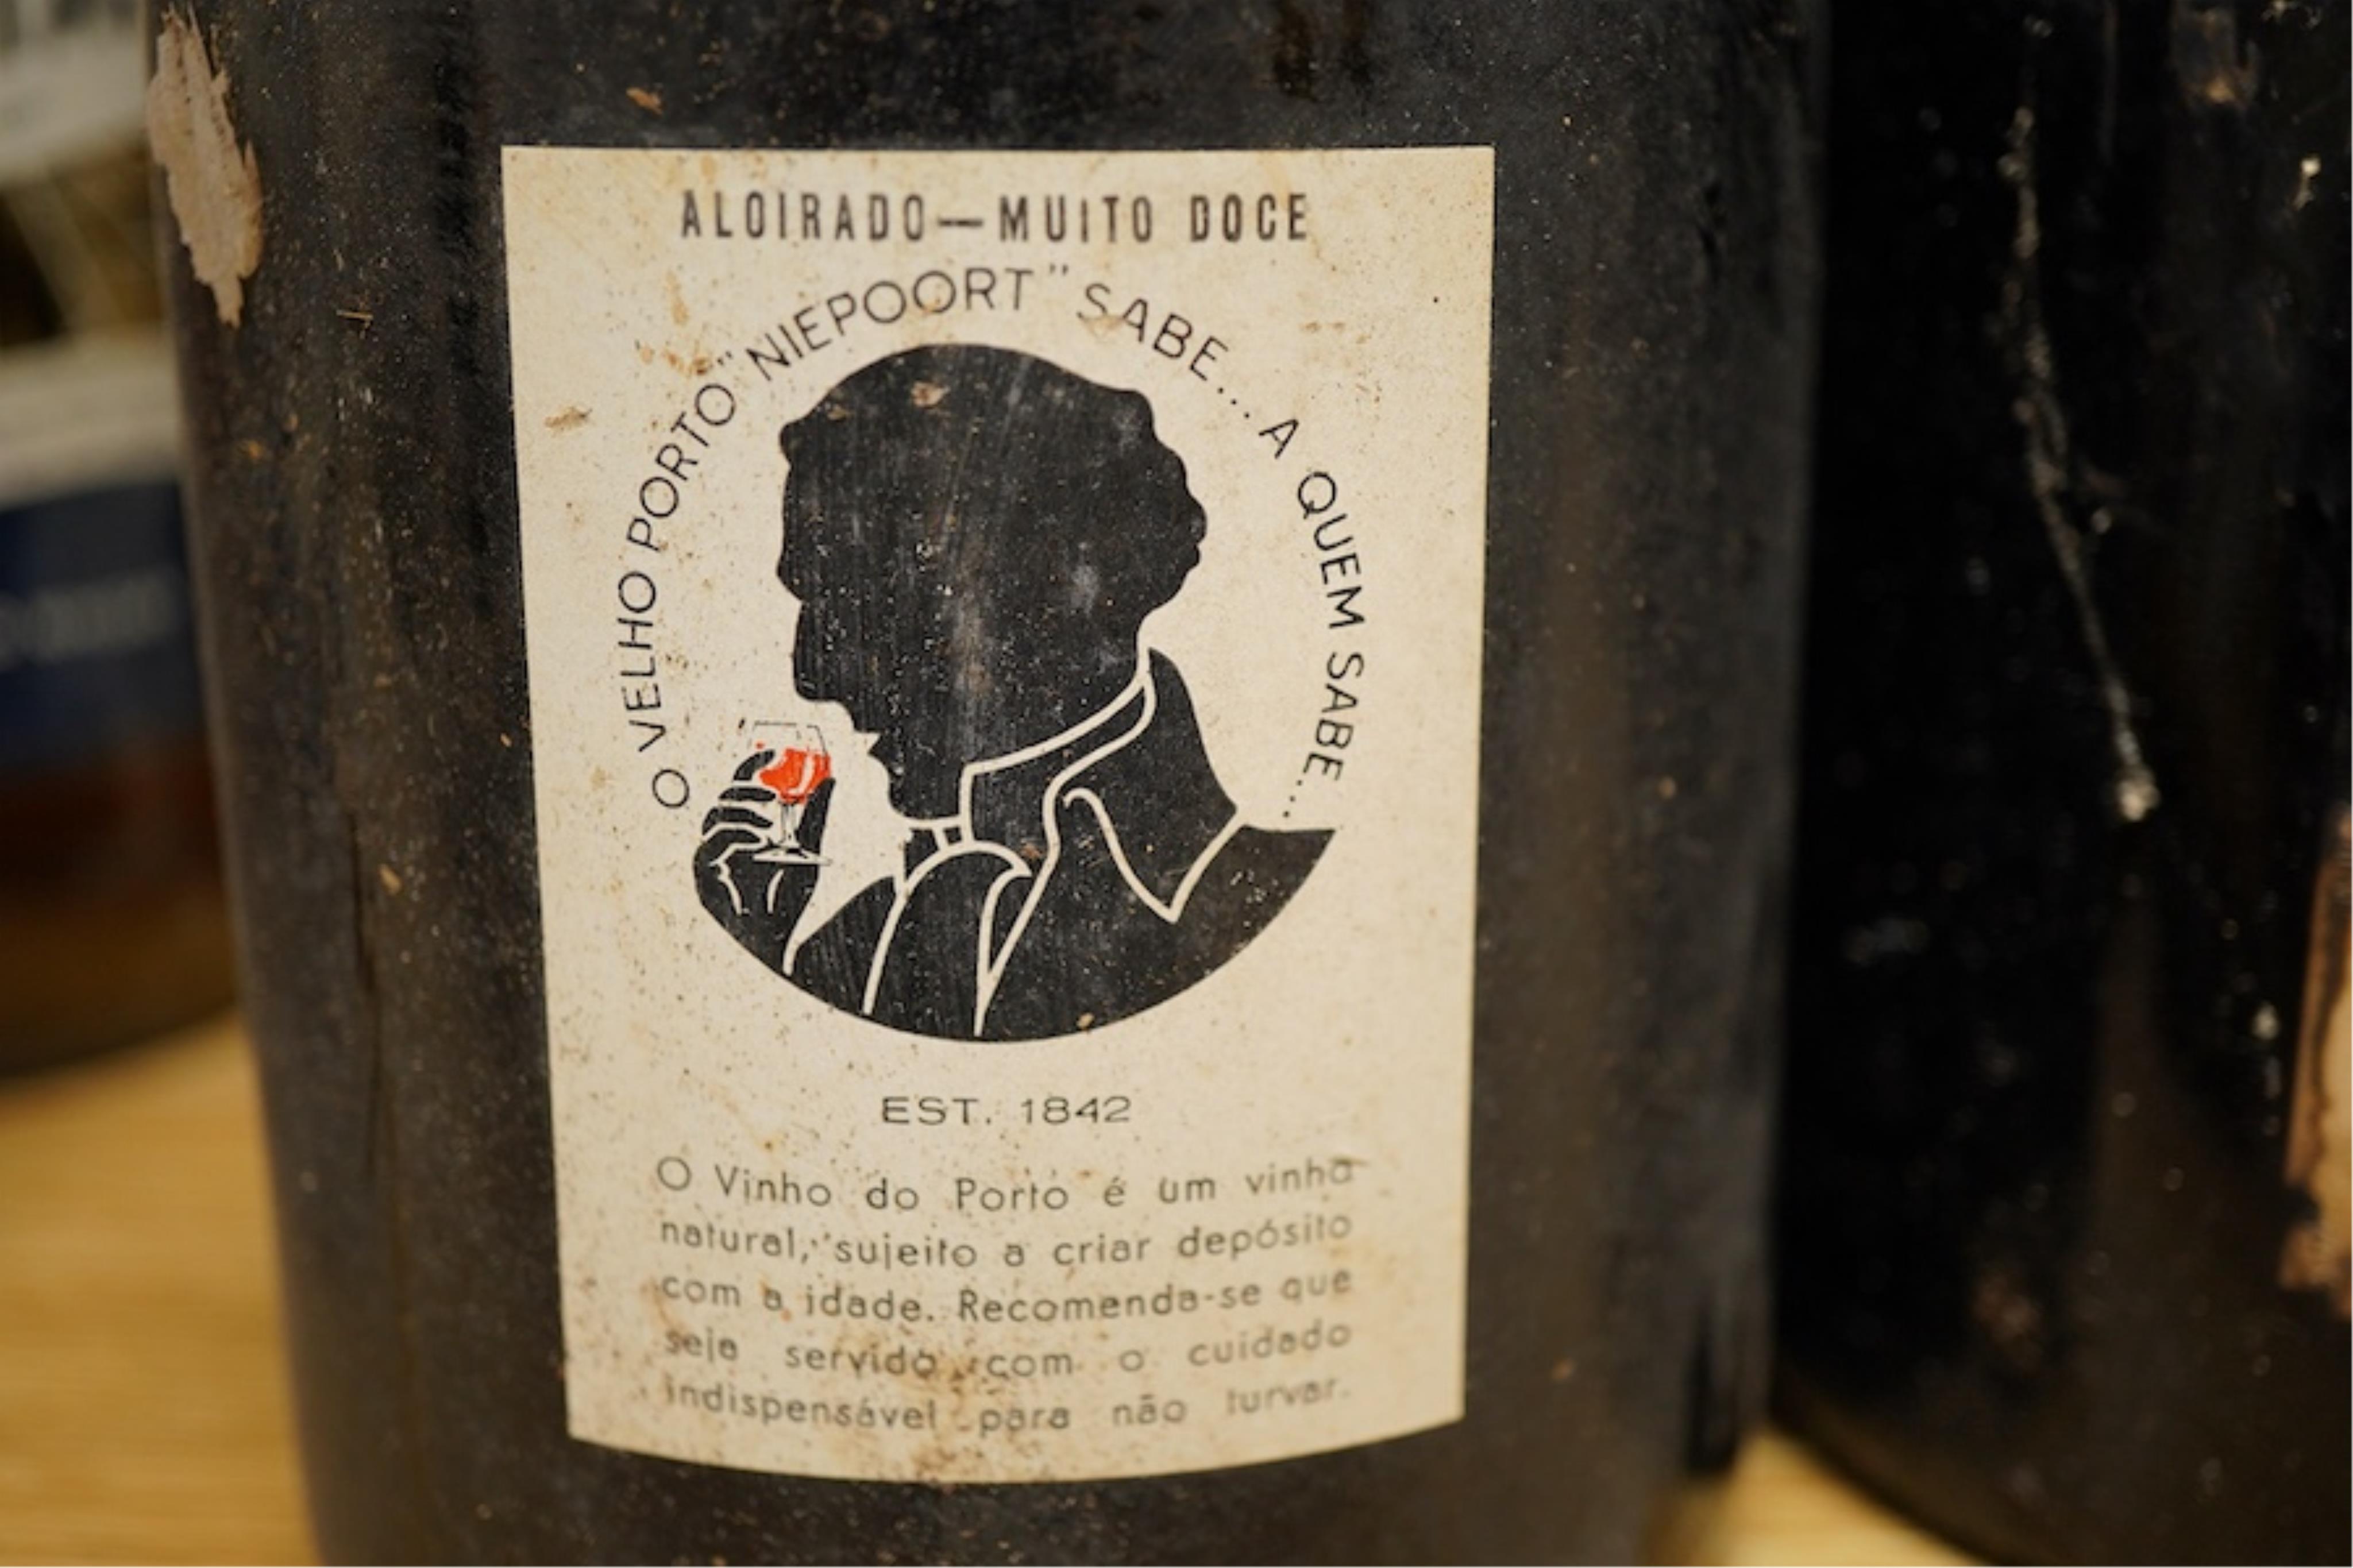 ALOIRADO—MUITO DOCE
O VELHO PORTO "NIEPOORT" SABE... A QUEM SABE...
EST. 1842
O Vinho do Porto é um vinho
natural, sujeito a criar depósito
com a idade. Recomenda-se que
seja servido com o cuidado
indispensável para não turvar.